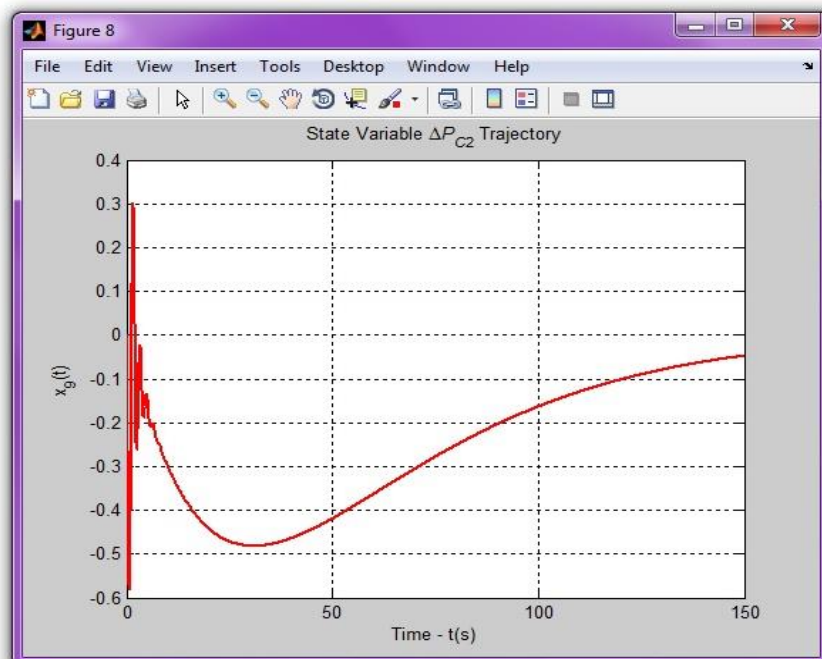 Figure 8
File Edit View Insert Tools Desktop Window Help
State Variable ΔP_C2 Trajectory
0.4
0.3
0.2
0.1
0
-0.1
-0.2
-0.3
-0.4
-0.5
-0.6
x_9(t)
0 50 100 150
Time - t(s)